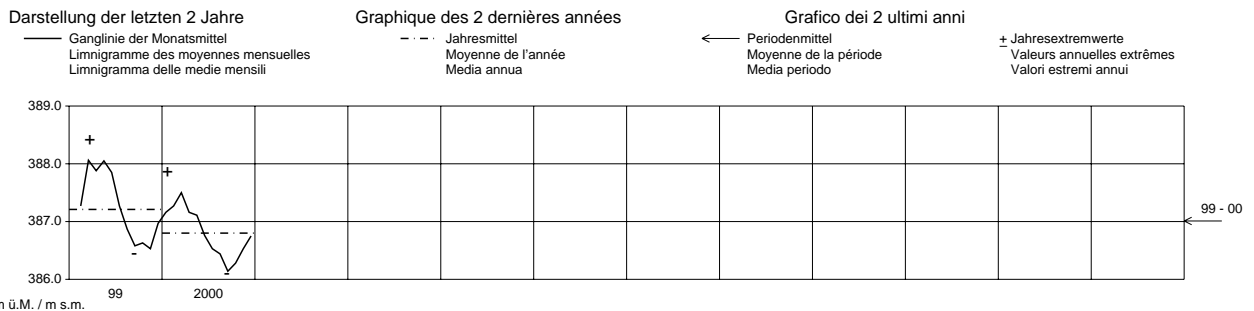 Darstellung der letzten 2 Jahre
Graphique des 2 dernières années
Grafico dei 2 ultimi anni
Ganglinie der Monatsmittel
Limnigramme des moyennes mensuelles
Limnigramma delle medie mensili
Jahresmittel
Moyenne de l'année
Media annua
Periodenmittel
Moyenne de la période
Media periodo
+ Jahresextremwerte
- Valeurs annuelles extrêmes
Valori estremi annui
389.0
388.0
387.0
386.0
99 - 00
99 2000
ü.M. / m s.m.